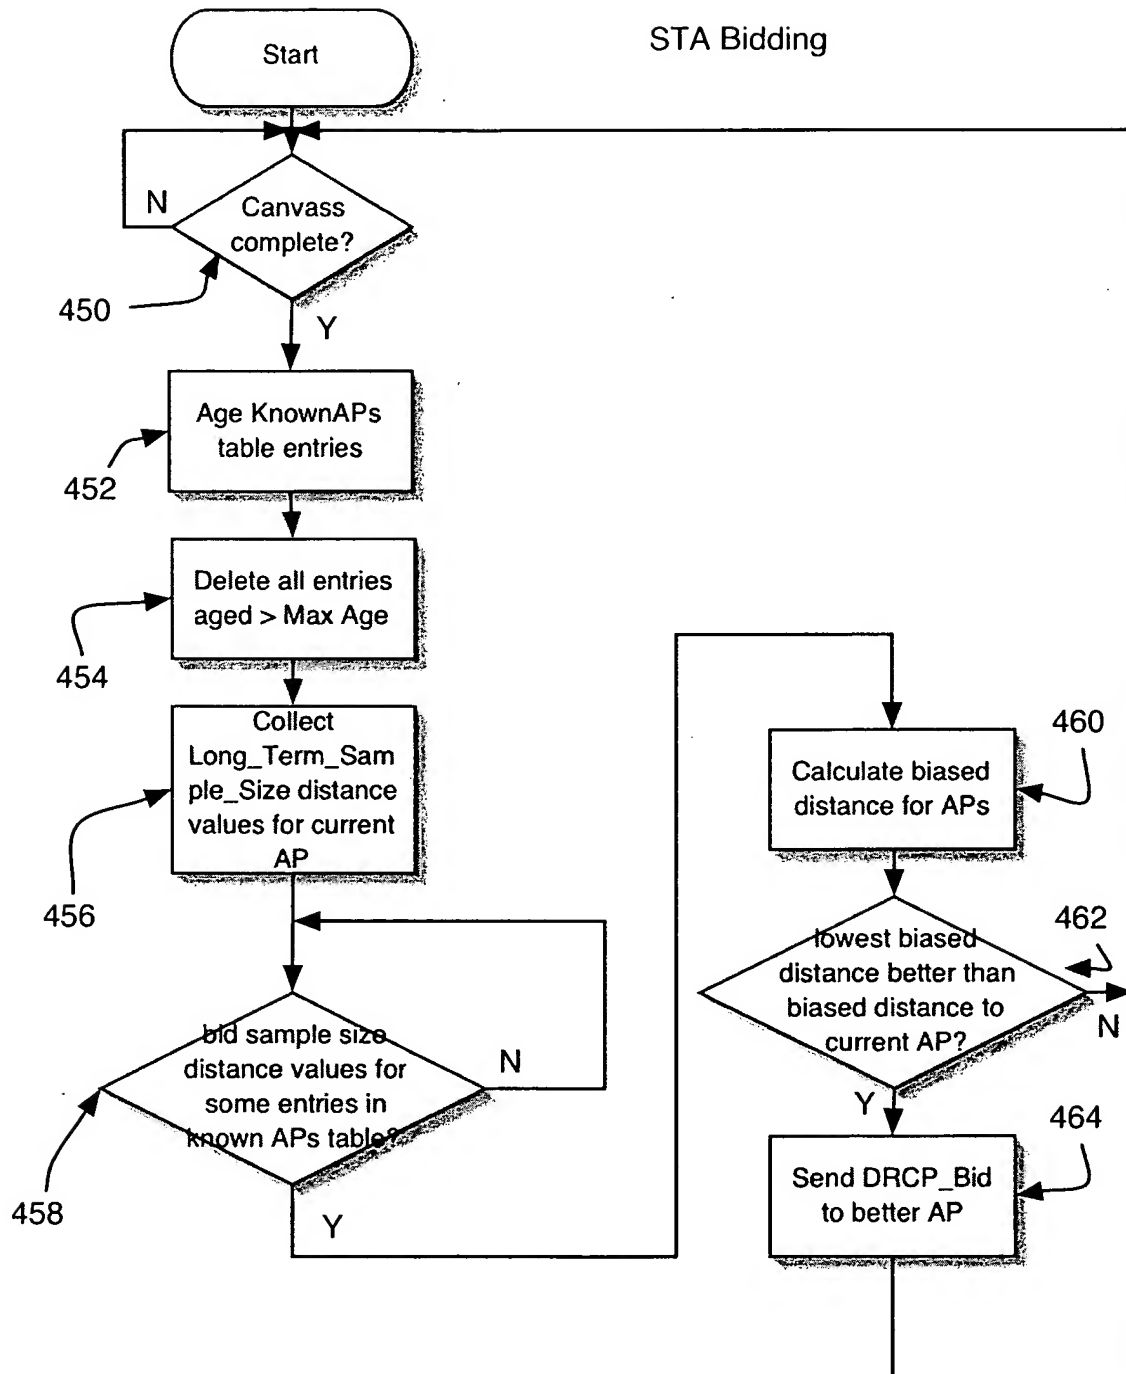 STA Bidding
Start
Canvass
complete?
N
450
Y
Age KnownAPs
table entries
452
Delete all entries
aged > Max Age
454
Collect
Long_Term_Sam
ple_Size distance
values for current
AP
456
bid sample size
distance values for
some entries in
known APs table?
N
458
Y
Calculate biased
distance for APs
460
lowest biased
distance better than
biased distance to
current AP?
462
N
Y
Send DRCP_Bid
to better AP
464